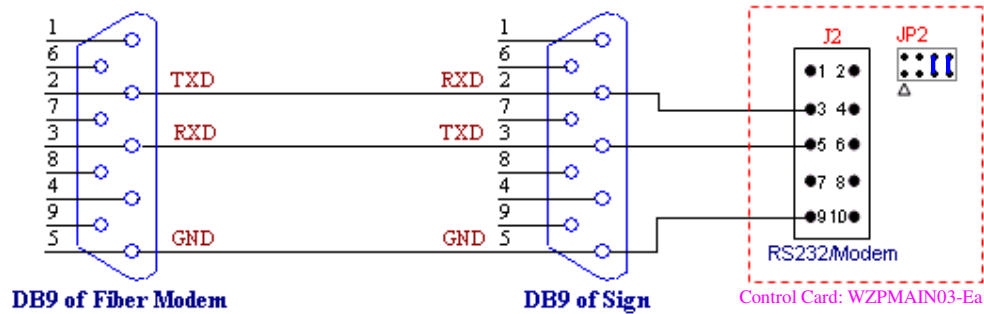 1 1 J2 JP2
6 6
2 TXD RXD 2 1 2
7 7 3 4
3 RXD TXD 3 5 6
8 8
4 4 7 8
9 9 9 10
5 GND GND 5
RS232/Modem
DB9 of Fiber Modem DB9 of Sign Control Card: WZPMAIN03-Ea